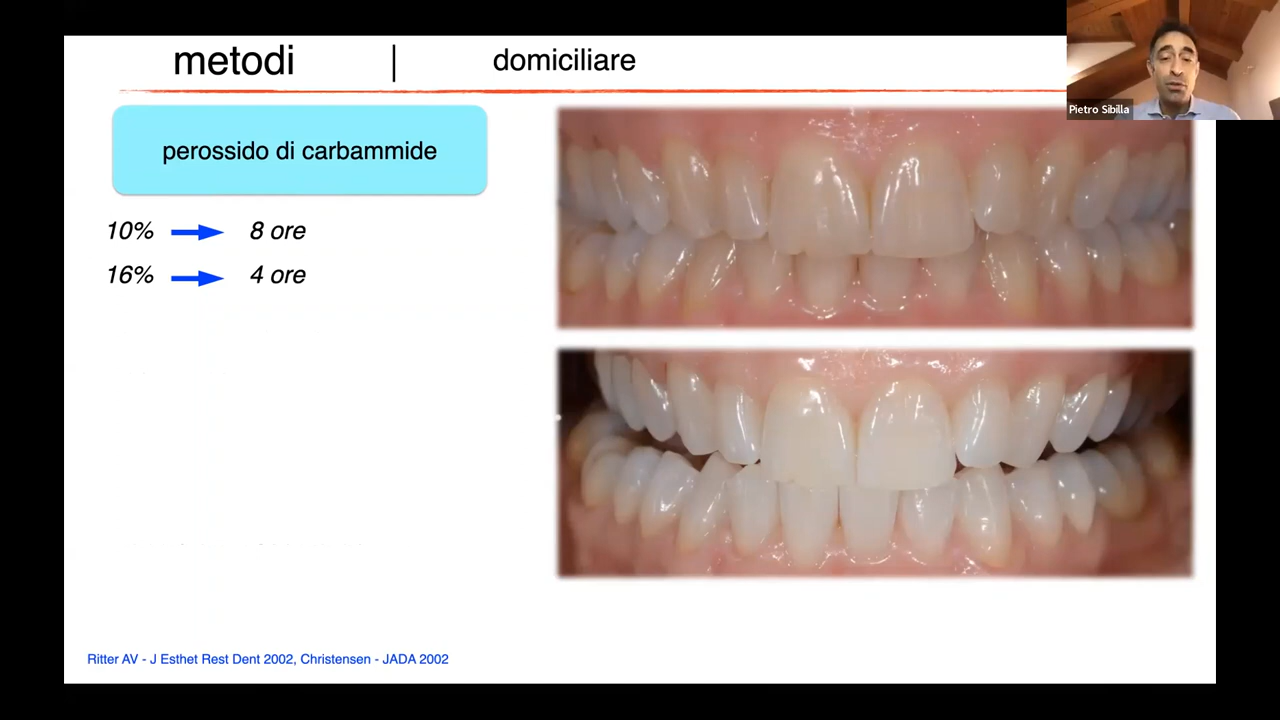 metodi | domiciliare
Pietro Sibilla
perossido di carbammide
10% 8 ore
16% 4 ore
Ritter AV - J Esthet Rest Dent 2002, Christensen - JADA 2002